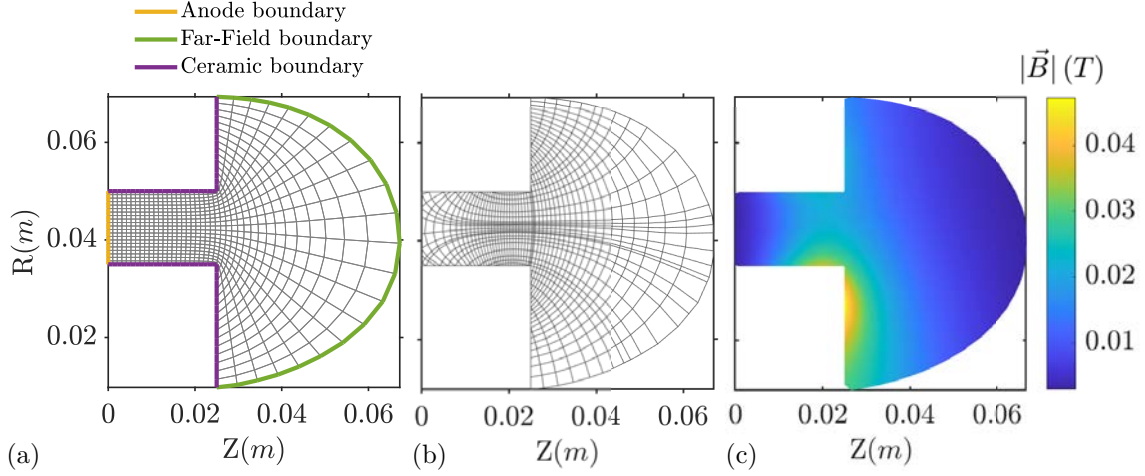 Anode boundary
Far-Field boundary
Ceramic boundary
|B⃗| (T)
0.06
0.04
0.02
R(m)
0 0.02 0.04 0.06
Z(m)
(a)
0 0.02 0.04 0.06
Z(m)
(b)
0 0.02 0.04 0.06
Z(m)
(c)
0.04
0.03
0.02
0.01